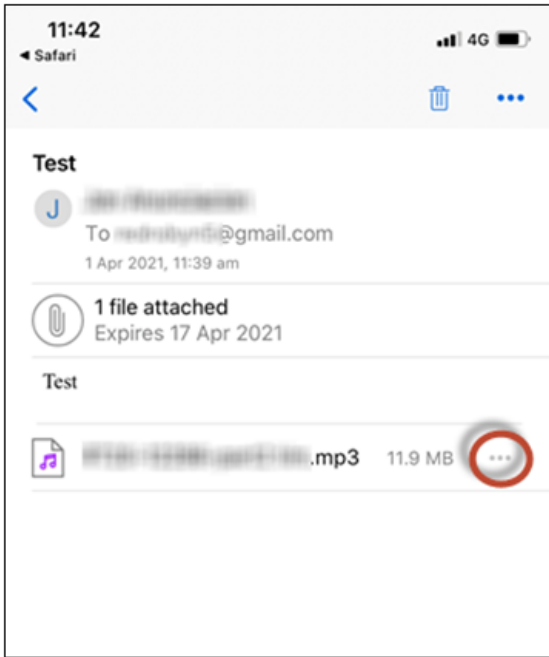 11:42
4G
Safari
Test
J
To @gmail.com
1 Apr 2021, 11:39 am
1 file attached
Expires 17 Apr 2021
Test
.mp3 11.9 MB